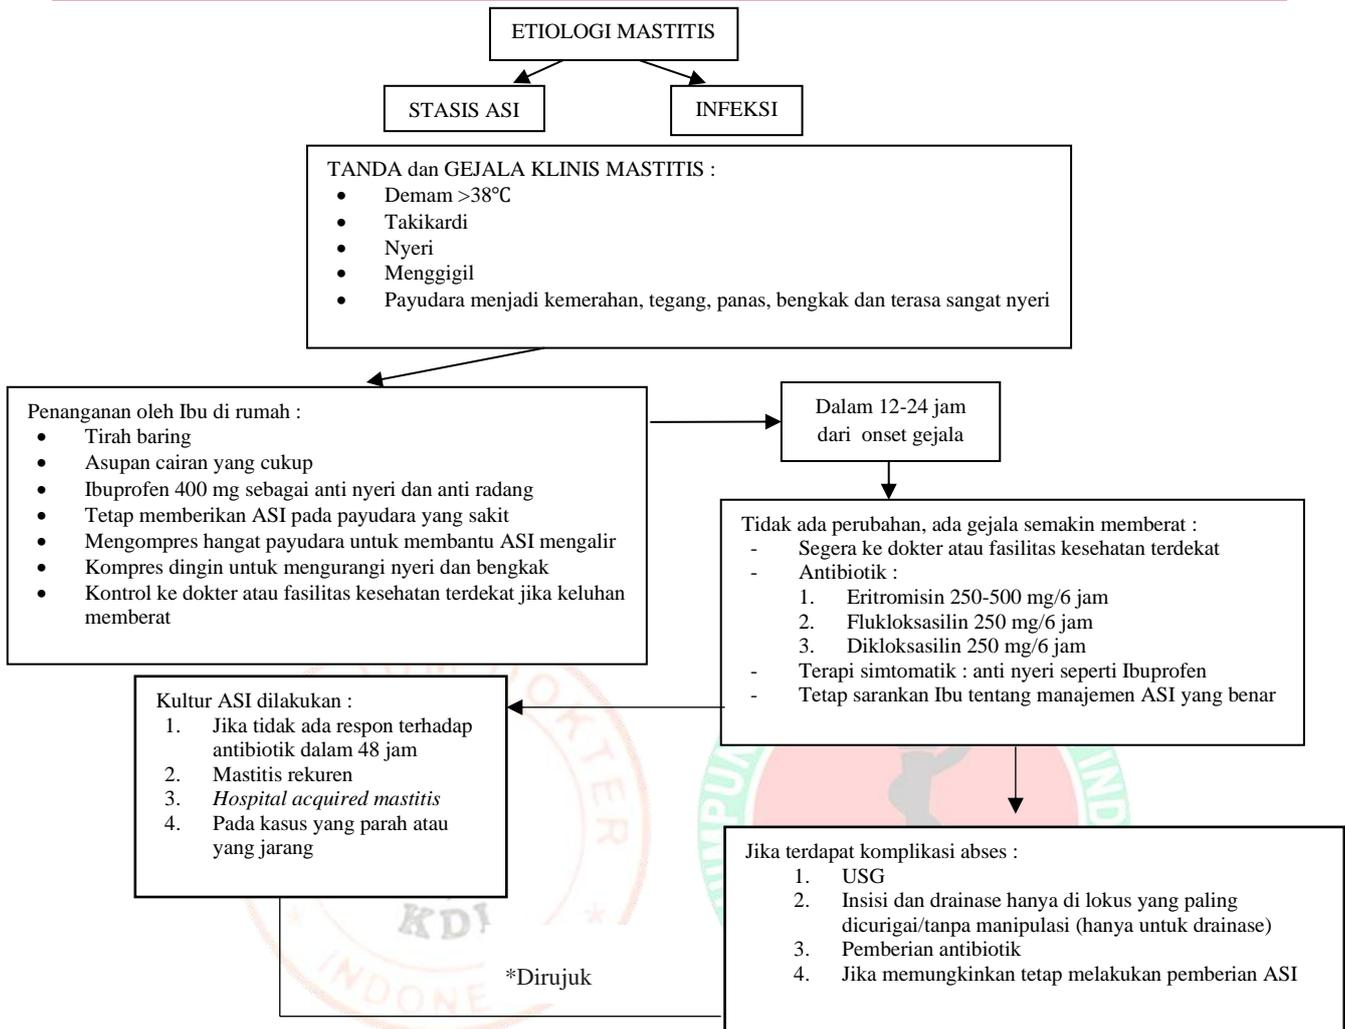 ETIOLOGI MASTITIS
STASIS ASI
INFEKSI
TANDA dan GEJALA KLINIS MASTITIS :
• Demam >38℃
• Takikardi
• Nyeri
• Menggigil
• Payudara menjadi kemerahan, tegang, panas, bengkak dan terasa sangat nyeri
Penanganan oleh Ibu di rumah :
• Tirah baring
• Asupan cairan yang cukup
• Ibuprofen 400 mg sebagai anti nyeri dan anti radang
• Tetap memberikan ASI pada payudara yang sakit
• Mengompres hangat payudara untuk membantu ASI mengalir
• Kompres dingin untuk mengurangi nyeri dan bengkak
• Kontrol ke dokter atau fasilitas kesehatan terdekat jika keluhan
memberat
Dalam 12-24 jam
dari onset gejala
Tidak ada perubahan, ada gejala semakin memberat :
- Segera ke dokter atau fasilitas kesehatan terdekat
- Antibiotik :
1. Eritromisin 250-500 mg/6 jam
2. Flukloksasilin 250 mg/6 jam
3. Dikloksasilin 250 mg/6 jam
- Terapi simtomatik : anti nyeri seperti Ibuprofen
- Tetap sarankan Ibu tentang manajemen ASI yang benar
Kultur ASI dilakukan :
1. Jika tidak ada respon terhadap
antibiotik dalam 48 jam
2. Mastitis rekuren
3. Hospital acquired mastitis
4. Pada kasus yang parah atau
yang jarang
Jika terdapat komplikasi abses :
1. USG
2. Insisi dan drainase hanya di lokus yang paling
dicurigai/tanpa manipulasi (hanya untuk drainase)
3. Pemberian antibiotik
4. Jika memungkinkan tetap melakukan pemberian ASI
*Dirujuk